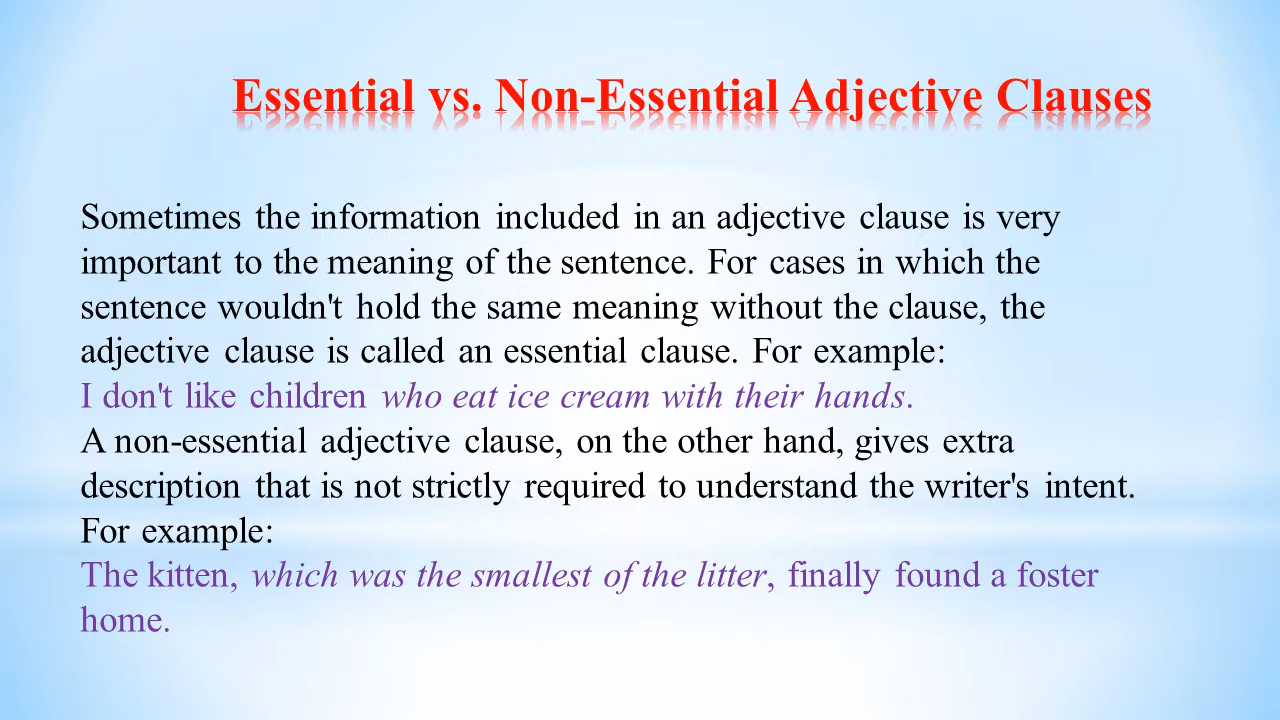 Essential vs. Non-Essential Adjective Clauses
Sometimes the information included in an adjective clause is very
important to the meaning of the sentence. For cases in which the
sentence wouldn't hold the same meaning without the clause, the
adjective clause is called an essential clause. For example:
I don't like children who eat ice cream with their hands.
A non-essential adjective clause, on the other hand, gives extra
description that is not strictly required to understand the writer's intent.
For example:
The kitten, which was the smallest of the litter, finally found a foster
home.